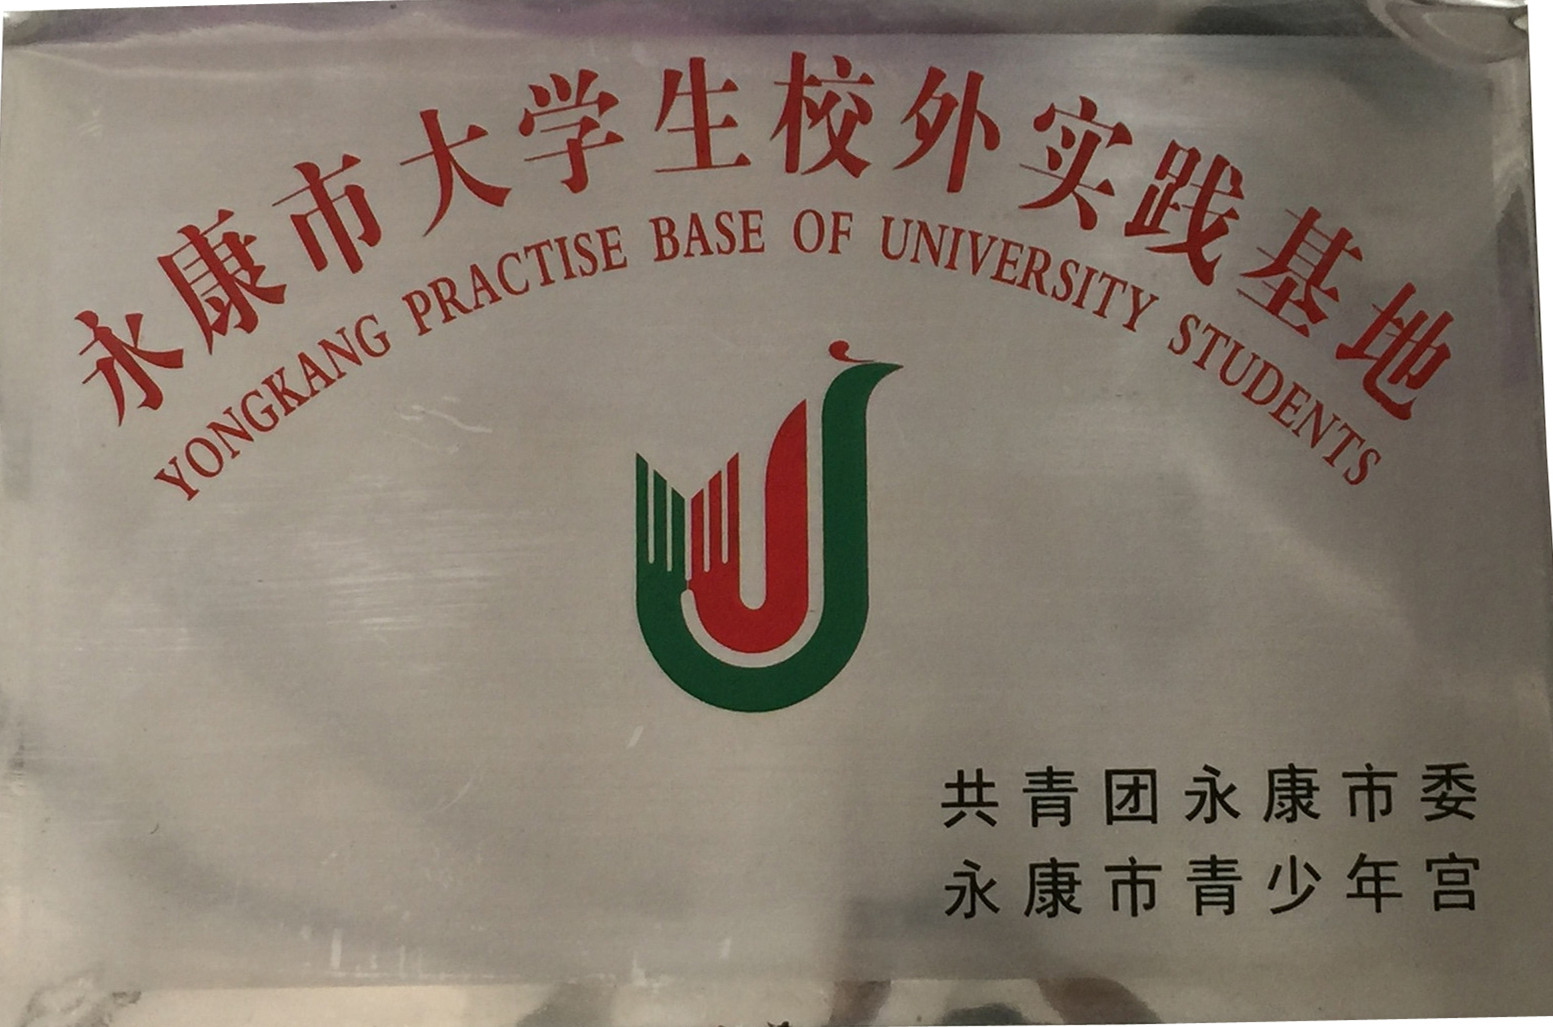 永康市大学生校外实践基地
YONGKANG PRACTISE BASE OF UNIVERSITY STUDENTS
共青团永康市委
永康市青少年宫